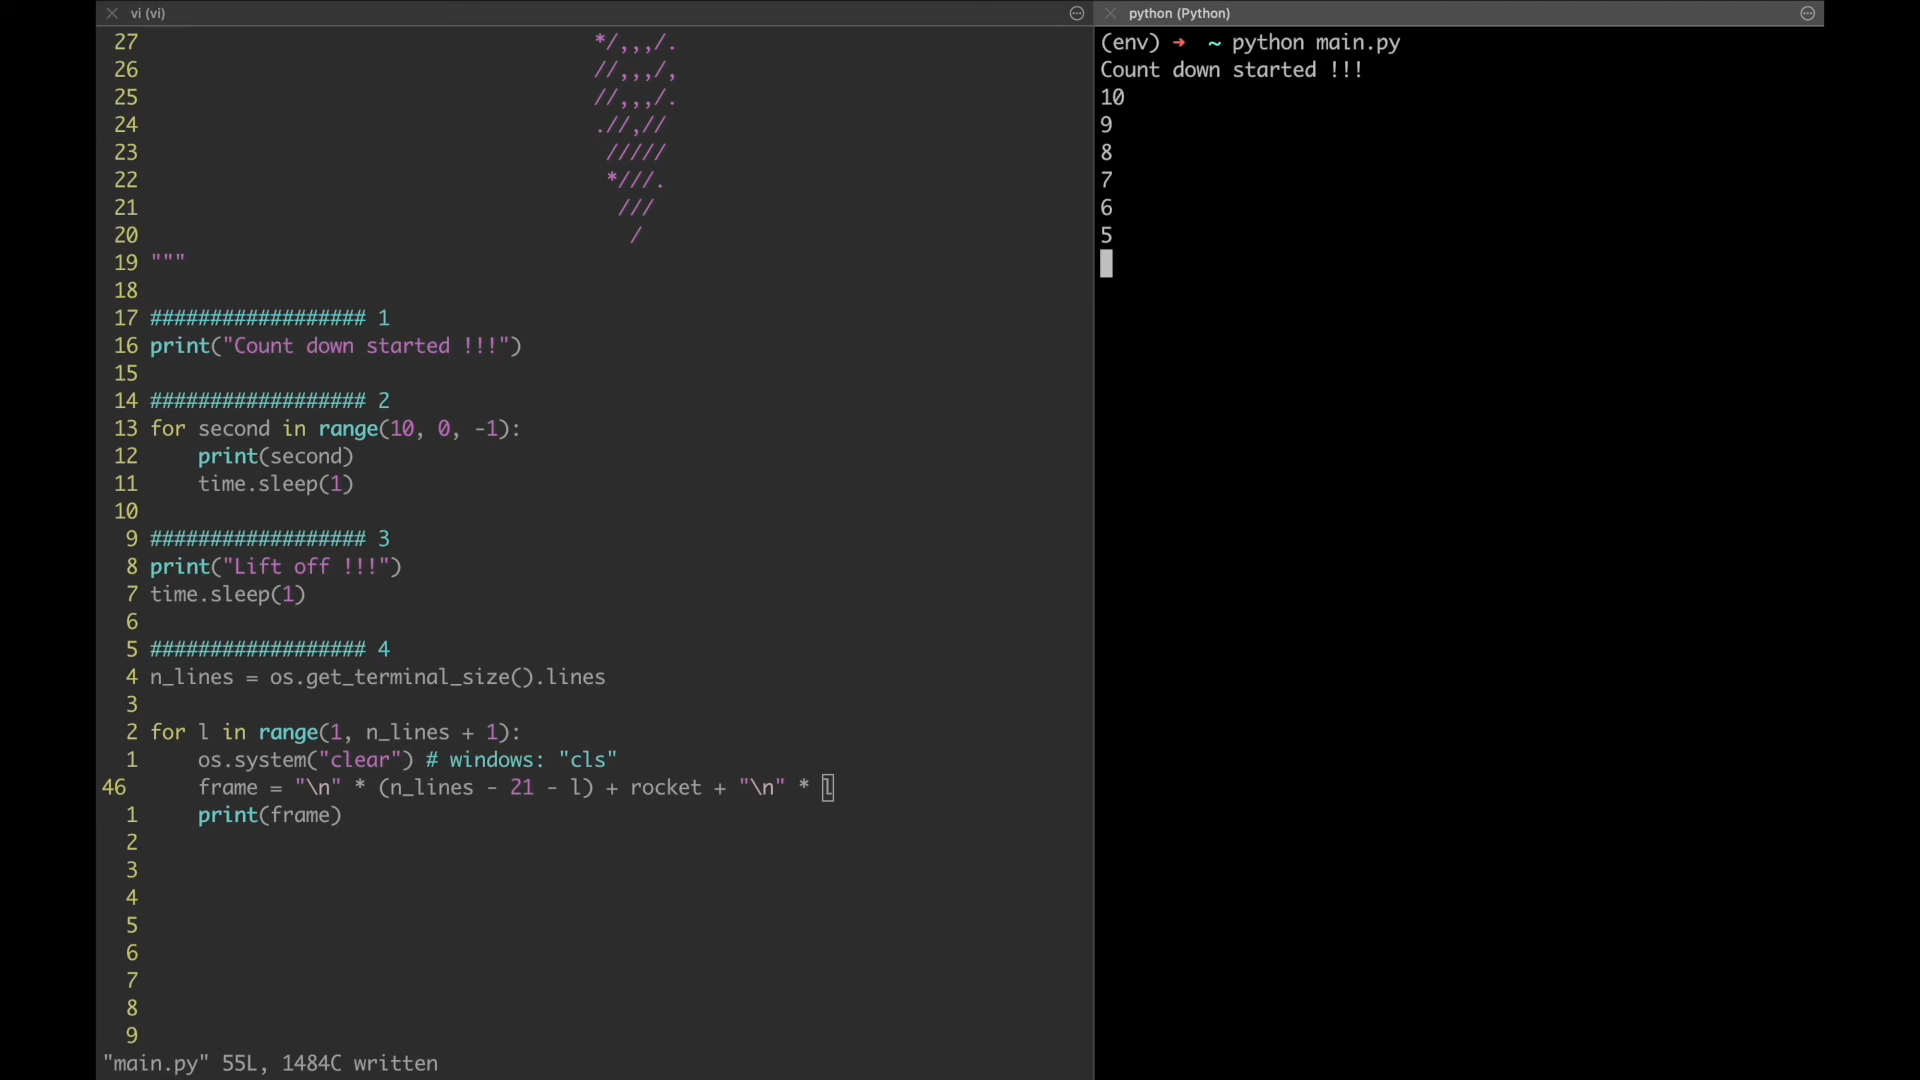 vi (vi)
27 */,,,/.
26 //,,,/,
25 //,,,/.
24 .//,//
23 /////
22 *///.
21 ///
20 /
19 """
18
17 ################## 1
16 print("Count down started !!!")
15
14 ################## 2
13 for second in range(10, 0, -1):
12     print(second)
11     time.sleep(1)
10
9 ################## 3
8 print("Lift off !!!")
7 time.sleep(1)
6
5 ################## 4
4 n_lines = os.get_terminal_size().lines
3
2 for l in range(1, n_lines + 1):
1     os.system("clear") # windows: "cls"
46     frame = "\n" * (n_lines - 21 - l) + rocket + "\n" * l
1     print(frame)
2
3
4
5
6
7
8
9
"main.py" 55L, 1484C written
python (Python)
(env) ➜ ~ python main.py
Count down started !!!
10
9
8
7
6
5